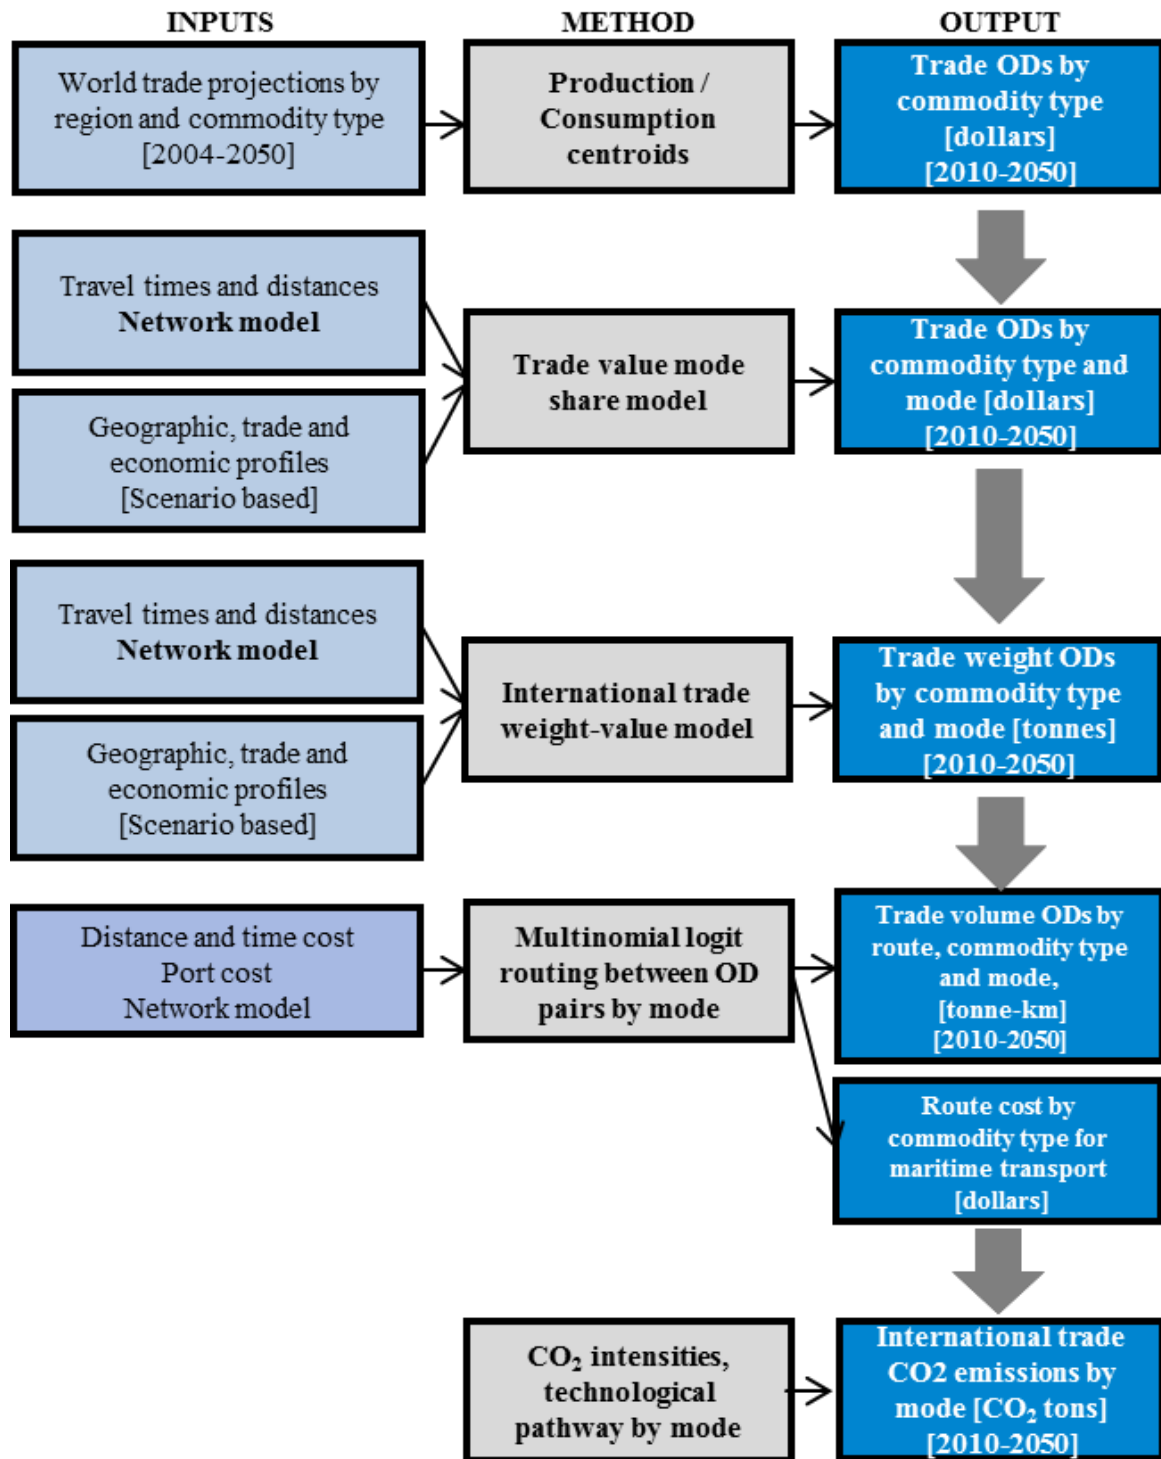 INPUTS
METHOD
OUTPUT
World trade projections by
region and commodity type
[2004-2050]
Production /
Consumption
centroids
Trade ODs by
commodity type
[dollars]
[2010-2050]
Travel times and distances
Network model
Geographic, trade and
economic profiles
[Scenario based]
Trade value mode
share model
Trade ODs by
commodity type and
mode [dollars]
[2010-2050]
Travel times and distances
Network model
Geographic, trade and
economic profiles
[Scenario based]
International trade
weight-value model
Trade weight ODs
by commodity type
and mode [tonnes]
[2010-2050]
Distance and time cost
Port cost
Network model
Multinomial logit
routing between OD
pairs by mode
Trade volume ODs by
route, commodity type
and mode,
[tonne-km]
[2010-2050]
Route cost by
commodity type for
maritime transport
[dollars]
CO₂ intensities,
technological
pathway by mode
International trade
CO2 emissions by
mode [CO₂ tons]
[2010-2050]